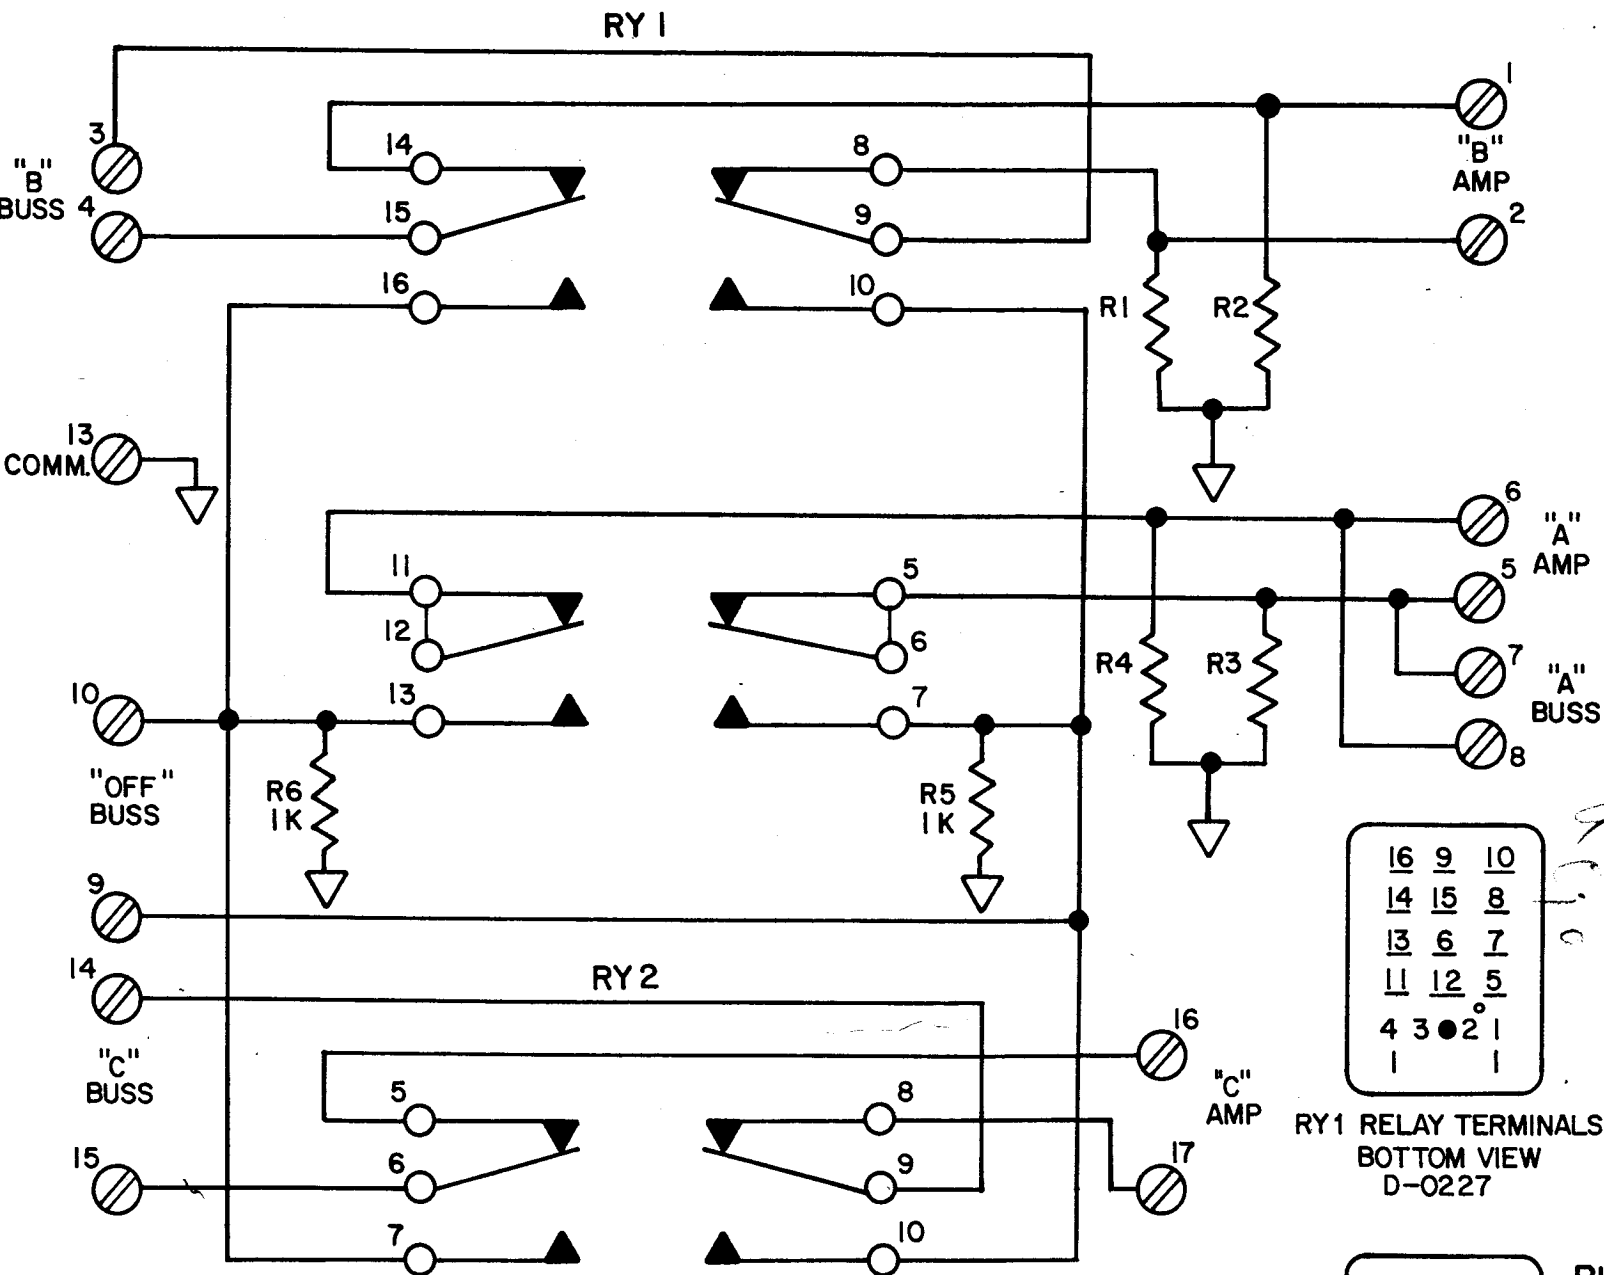 RY 1
1
3
"B"
BUSS
14
8
"B"
AMP
4
15
9
2
16
10
R1
R2
13
COMM.
6
"A"
AMP
11
5
5
12
6
R4
R3
7
"A"
BUSS
10
13
7
8
"OFF"
BUSS
R6
1K
R5
1K
16 9 10
14 15 8
13 6 7
11 12 5
4 3 2 1
9
14
RY 2
16
"C"
BUSS
5
8
"C"
AMP
RY1 RELAY TERMINALS
BOTTOM VIEW
D-0227
15
6
9
17
7
10